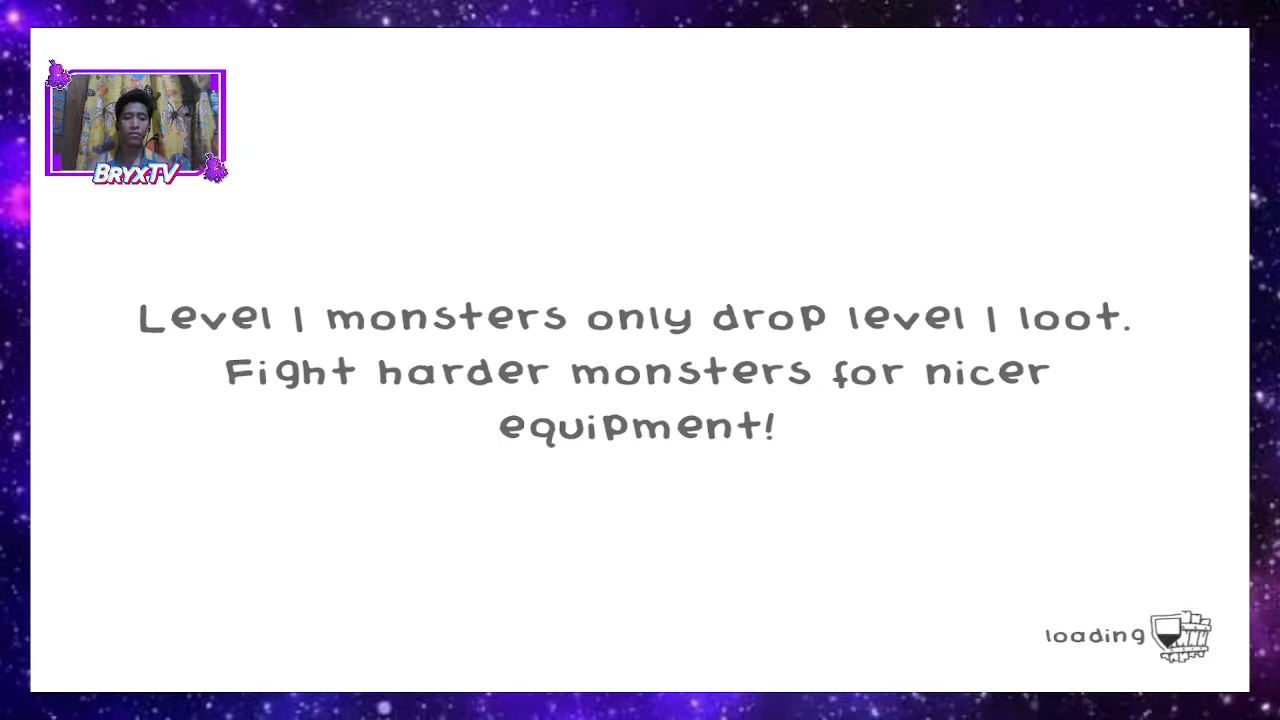 BRYXTV
Level 1 monsters only drop level 1 loot.
Fight harder monsters for nicer
equipment!
loading